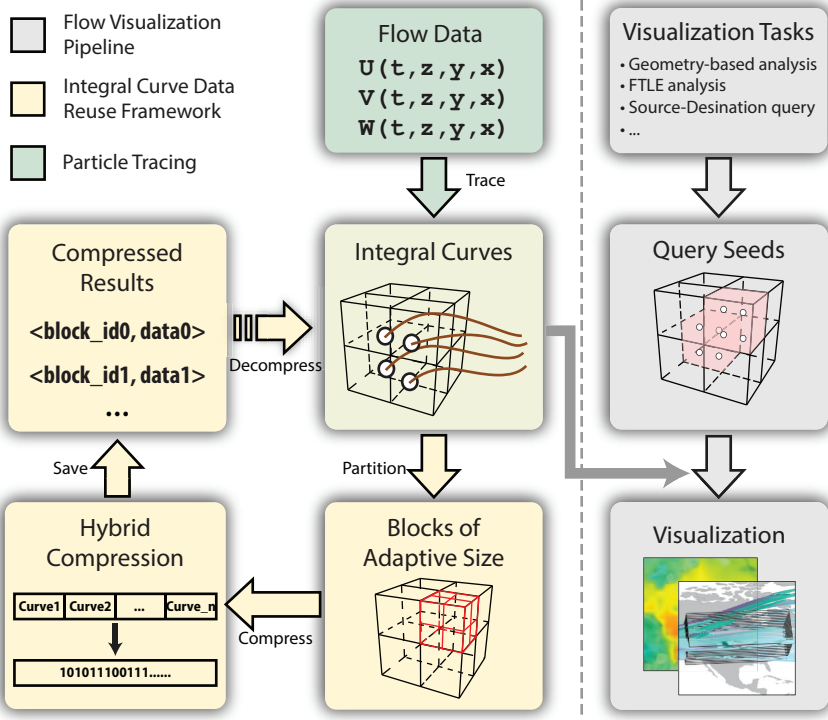 Flow Visualization
Pipeline
Integral Curve Data
Reuse Framework
Particle Tracing
Flow Data
U(t,z,y,x)
V(t,z,y,x)
W(t,z,y,x)
Trace
Visualization Tasks
• Geometry-based analysis
• FTLE analysis
• Source-Desination query
• ...
Compressed
Results
<block_id0, data0>
<block_id1, data1>
...
Decompress
Integral Curves
Query Seeds
Save
Partition
Hybrid
Compression
Curve1 Curve2 ... Curve_n
101011100111......
Compress
Blocks of
Adaptive Size
Visualization